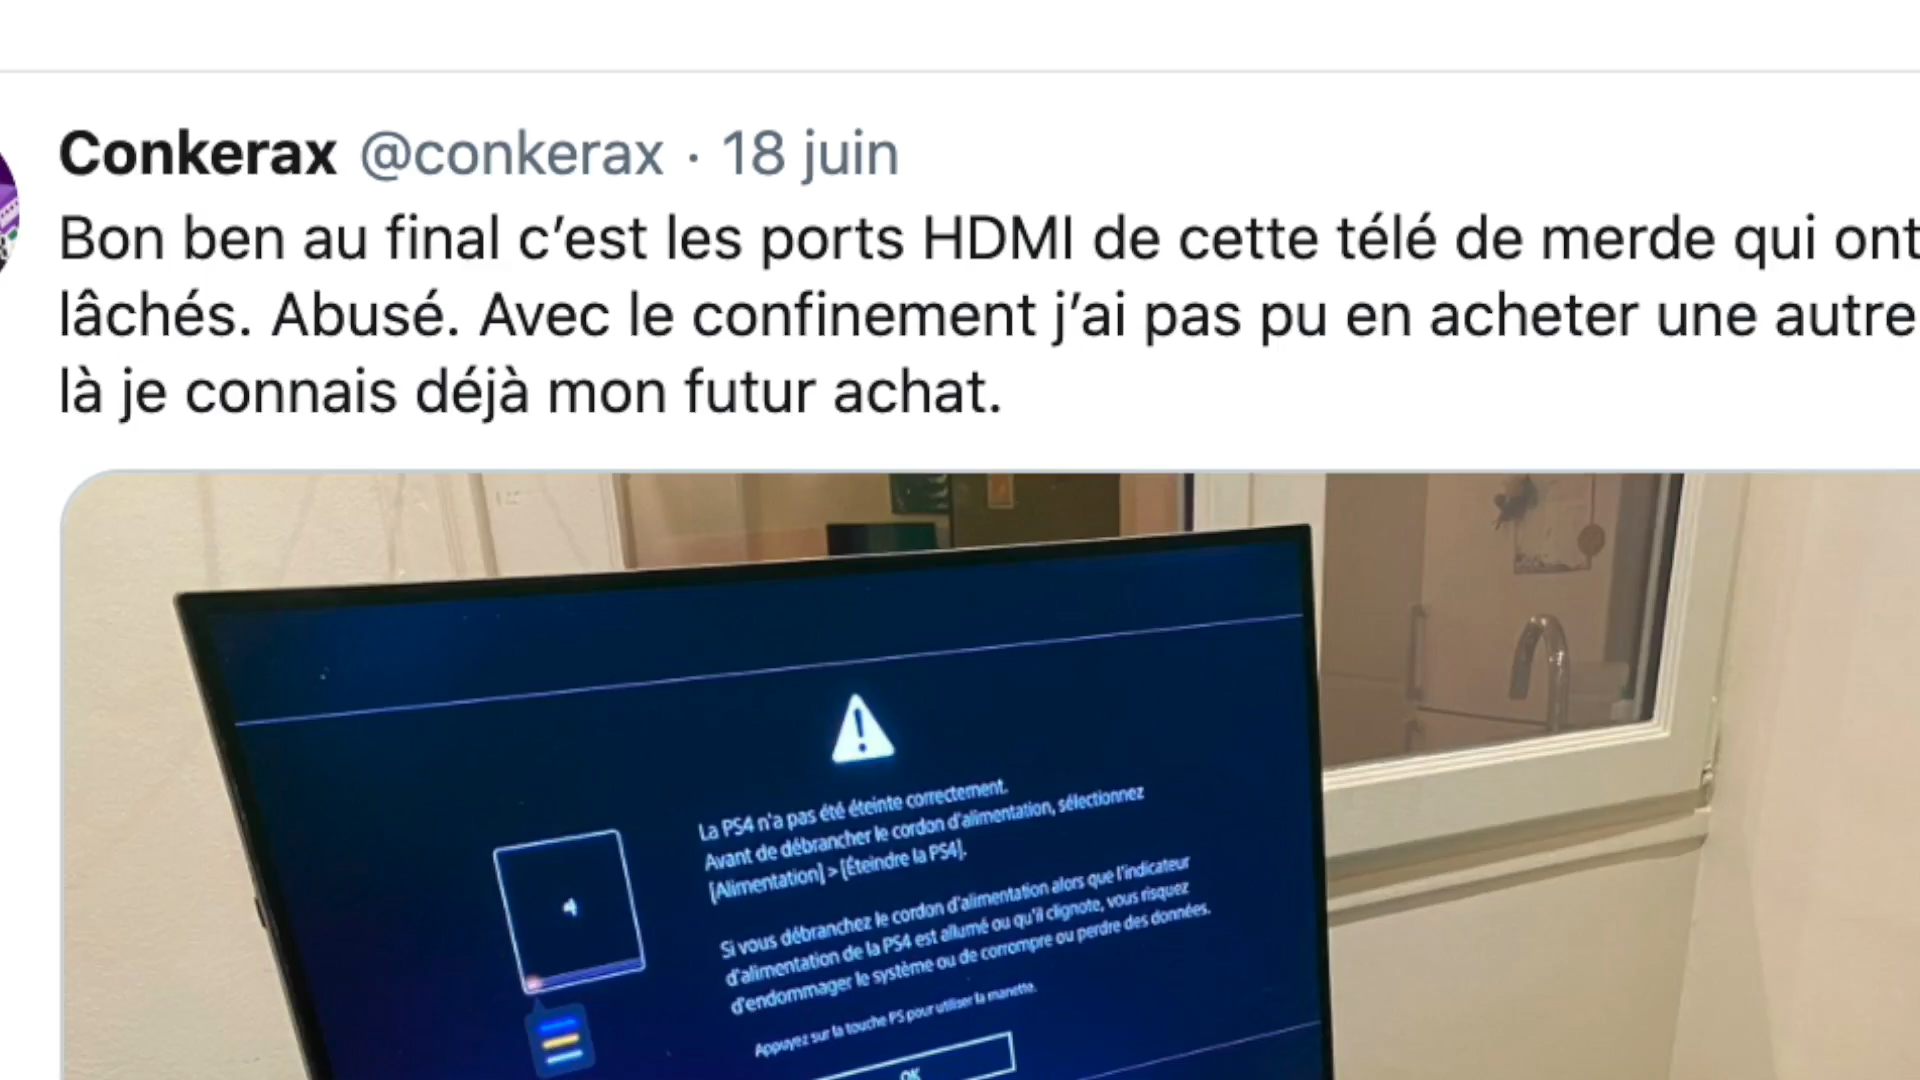 Conkerax @conkerax · 18 juin
Bon ben au final c’est les ports HDMI de cette télé de merde qui ont
lâchés. Abusé. Avec le confinement j’ai pas pu en acheter une autre
là je connais déjà mon futur achat.
La PS4 n'a pas été éteinte correctement.
Avant de débrancher le cordon d'alimentation, sélectionnez
[Alimentation] > [Éteindre la PS4].
Si vous débranchez le cordon d'alimentation alors que l'indicateur
d'alimentation de la PS4 est allumé ou qu'il clignote, vous risquez
d'endommager le système ou de corrompre ou perdre des données.
Appuyez sur la touche PS pour utiliser la manette.
OK